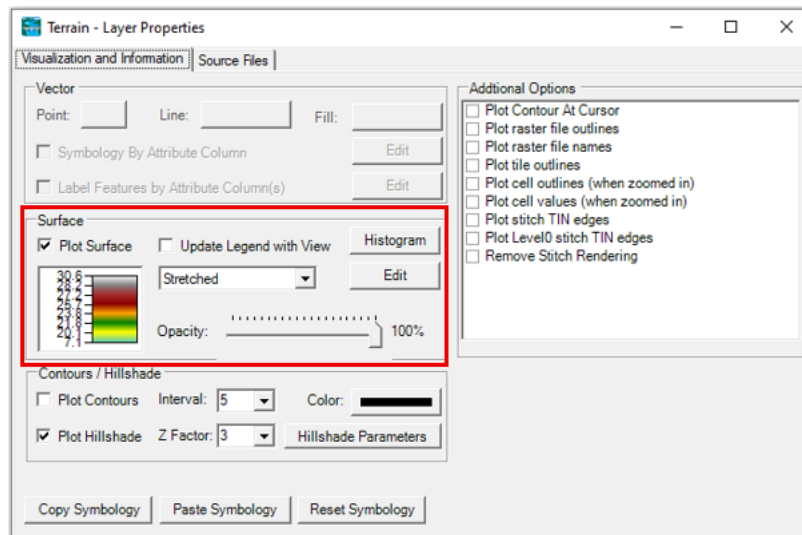 Terrain - Layer Properties
Visualization and Information
Source Files
Vector
Point:
Line:
Fill:
Symbology By Attribute Column
Edit
Label Features by Attribute Column(s)
Edit
Surface
Plot Surface
Update Legend with View
Histogram
30.6
28.2
27.2
25.7
23.8
21.8
20.1
7.1
Stretched
Edit
Opacity:
100%
Contours / Hillshade
Plot Contours
Interval:
5
Color:
Plot Hillshade
Z Factor:
3
Hillshade Parameters
Copy Symbology
Paste Symbology
Reset Symbology
Addtional Options
Plot Contour At Cursor
Plot raster file outlines
Plot raster file names
Plot tile outlines
Plot cell outlines (when zoomed in)
Plot cell values (when zoomed in)
Plot stitch TIN edges
Plot Level0 stitch TIN edges
Remove Stitch Rendering